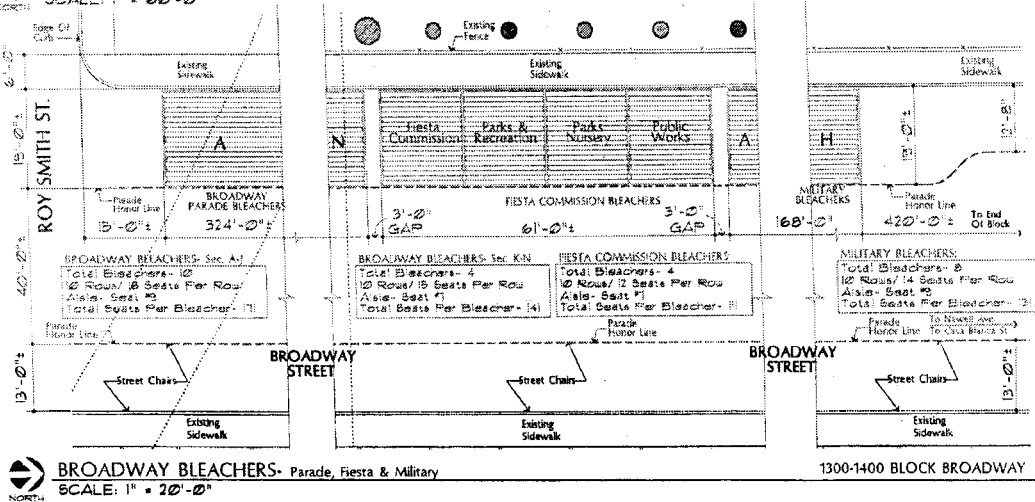 NORTH
SCALE: 1" = 60'-0"
Edge Of
Curb
Existing
Fence
Existing
Sidewalk
Existing
Sidewalk
Existing
Sidewalk
6'-0"
ROY SMITH ST.
A
N
Fiesta
Commission
Parks &
Recreation
Parks
Nursery
Public
Works
A
H
12'-8"
Parade
Honor Line
BROADWAY
PARADE BLEACHERS
FIESTA COMMISSION BLEACHERS
MILITARY
BLEACHERS
Parade
Honor Line
324'-0"±
3'-0"
GAP
61'-0"±
3'-0"
GAP
168'-0"
420'-0"±
To End
Of Block
40'-0"±
BROADWAY BLEACHERS- Sec. A-J
Total Bleachers- 10
10 Rows/ 18 Seats Per Row
Aisle- Seat
Total Seats Per Bleacher- 171
BROADWAY BLEACHERS- Sec K-N
Total Bleachers- 4
10 Rows/ 15 Seats Per Row
Aisle- Seat
Total Seats Per Bleacher- 141
FIESTA COMMISSION BLEACHERS
Total Bleachers- 4
10 Rows/ 12 Seats Per Row
Aisle- Seat
Total Seats Per Bleacher- 111
MILITARY BLEACHERS:
Total Bleachers- 8
10 Rows/ 14 Seats Per Row
Aisle- Seat
Total Seats Per Bleacher-
Parade
Honor Line
Parade
Honor Line
Parade
Honor Line
To Newell Ave.
To Casa Blanca St
BROADWAY
STREET
BROADWAY
STREET
13'-0"±
Street Chairs
Street Chairs
Street Chairs
13'-0"±
Existing
Sidewalk
Existing
Sidewalk
Existing
Sidewalk
NORTH
BROADWAY BLEACHERS- Parade, Fiesta & Military
1300-1400 BLOCK BROADWAY
SCALE: 1" = 20'-0"